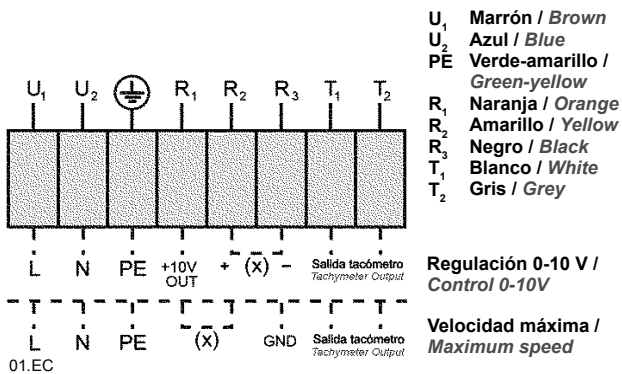 U1 Marrón / Brown
U2 Azul / Blue
PE Verde-amarillo /
Green-yellow
R1 Naranja / Orange
R2 Amarillo / Yellow
R3 Negro / Black
T1 Blanco / White
T2 Gris / Grey
U1 U2 R1 R2 R3 T1 T2
L N PE +10V OUT + (x) – Salida tacómetro
Tachymeter Output
Regulación 0-10 V /
Control 0-10V
L N PE (x) GND Salida tacómetro
Tachymeter Output
Velocidad máxima /
Maximum speed
01.EC